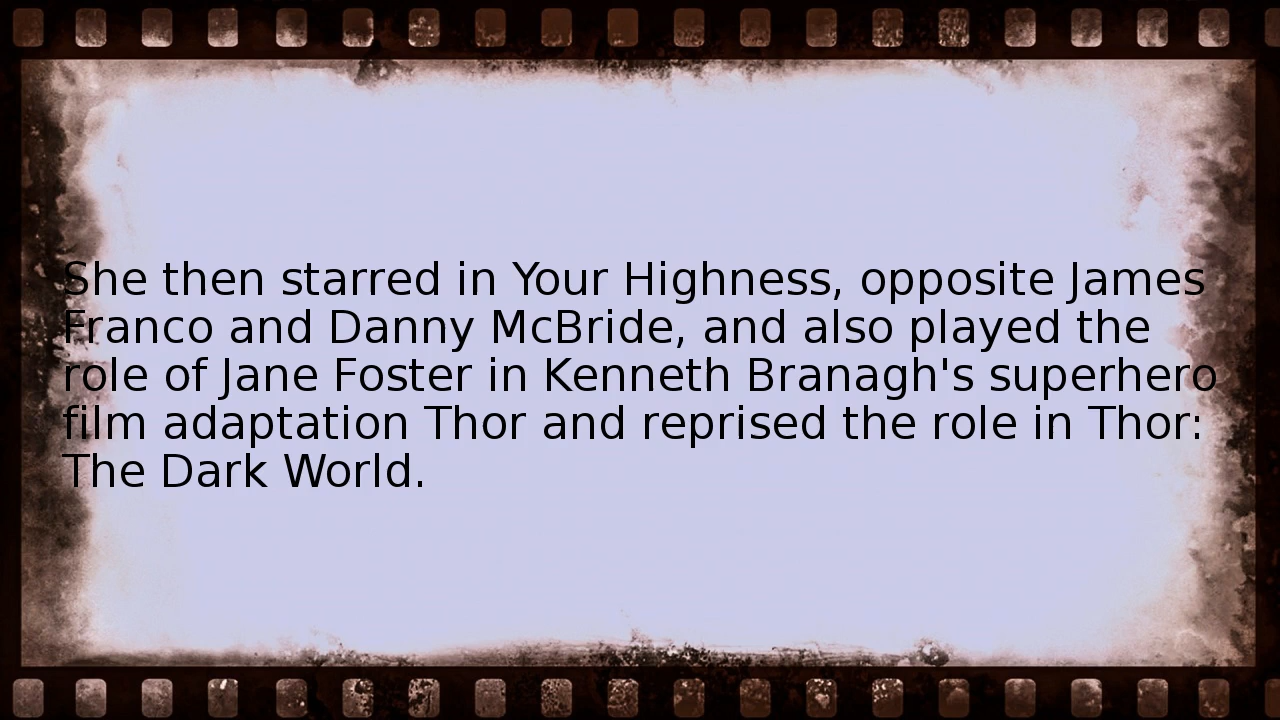 She then starred in Your Highness, opposite James
Franco and Danny McBride, and also played the
role of Jane Foster in Kenneth Branagh's superhero
film adaptation Thor and reprised the role in Thor:
The Dark World.